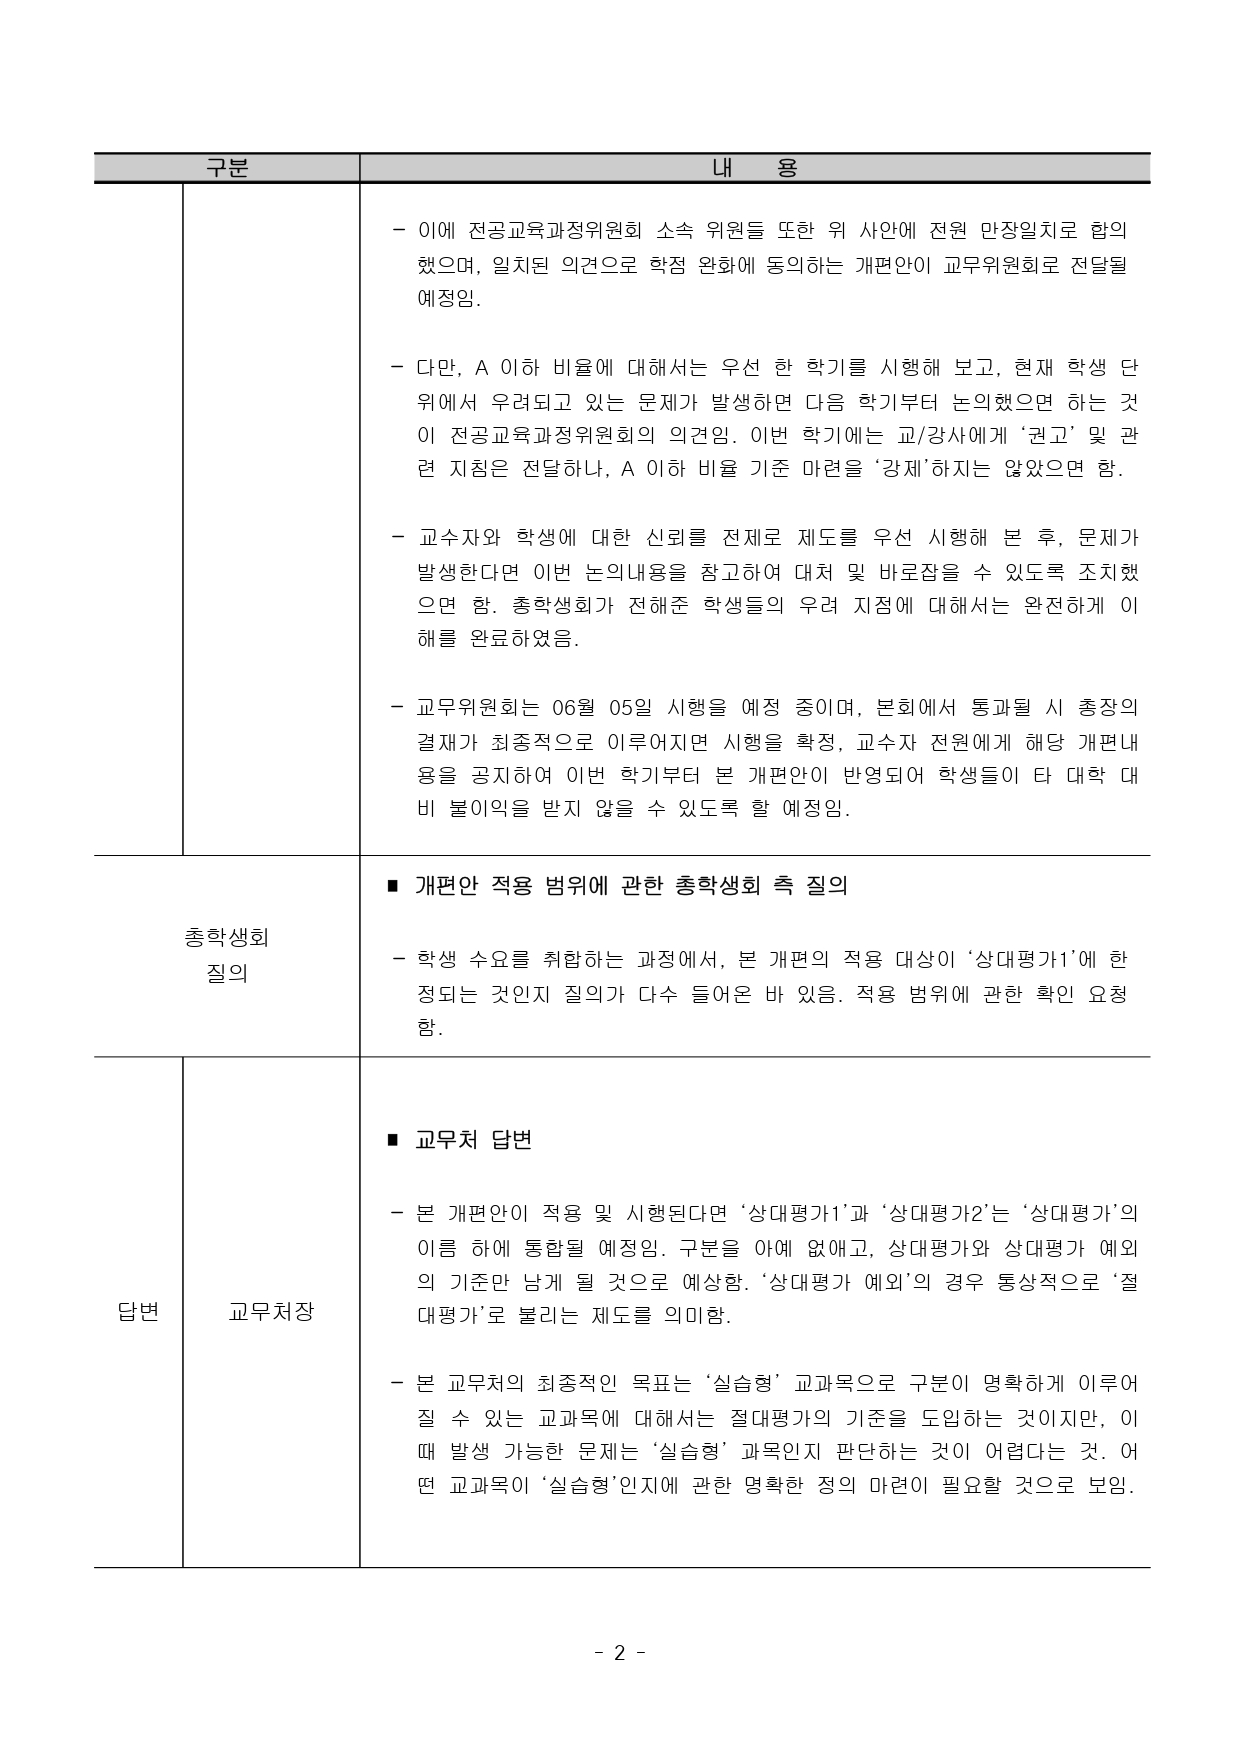 구분 내 용
– 이에 전공교육과정위원회 소속 위원들 또한 위 사안에 전원 만장일치로 합의
했으며, 일치된 의견으로 학점 완화에 동의하는 개편안이 교무위원회로 전달될
예정임.
– 다만, A 이하 비율에 대해서는 우선 한 학기를 시행해 보고, 현재 학생 단
위에서 우려되고 있는 문제가 발생하면 다음 학기부터 논의했으면 하는 것
이 전공교육과정위원회의 의견임. 이번 학기에는 교/강사에게 ‘권고’ 및 관
련 지침은 전달하나, A 이하 비율 기준 마련을 ‘강제’하지는 않았으면 함.
– 교수자와 학생에 대한 신뢰를 전제로 제도를 우선 시행해 본 후, 문제가
발생한다면 이번 논의내용을 참고하여 대처 및 바로잡을 수 있도록 조치했
으면 함. 총학생회가 전해준 학생들의 우려 지점에 대해서는 완전하게 이
해를 완료하였음.
– 교무위원회는 06월 05일 시행을 예정 중이며, 본회에서 통과될 시 총장의
결재가 최종적으로 이루어지면 시행을 확정, 교수자 전원에게 해당 개편내
용을 공지하여 이번 학기부터 본 개편안이 반영되어 학생들이 타 대학 대
비 불이익을 받지 않을 수 있도록 할 예정임.
총학생회
질의
■ 개편안 적용 범위에 관한 총학생회 측 질의
– 학생 수요를 취합하는 과정에서, 본 개편의 적용 대상이 ‘상대평가1’에 한
정되는 것인지 질의가 다수 들어온 바 있음. 적용 범위에 관한 확인 요청
함.
답변 교무처장
■ 교무처 답변
– 본 개편안이 적용 및 시행된다면 ‘상대평가1’과 ‘상대평가2’는 ‘상대평가’의
이름 하에 통합될 예정임. 구분을 아예 없애고, 상대평가와 상대평가 예외
의 기준만 남게 될 것으로 예상함. ‘상대평가 예외’의 경우 통상적으로 ‘절
대평가’로 불리는 제도를 의미함.
– 본 교무처의 최종적인 목표는 ‘실습형’ 교과목으로 구분이 명확하게 이루어
질 수 있는 교과목에 대해서는 절대평가의 기준을 도입하는 것이지만, 이
때 발생 가능한 문제는 ‘실습형’ 과목인지 판단하는 것이 어렵다는 것. 어
떤 교과목이 ‘실습형’인지에 관한 명확한 정의 마련이 필요할 것으로 보임.
- 2 -